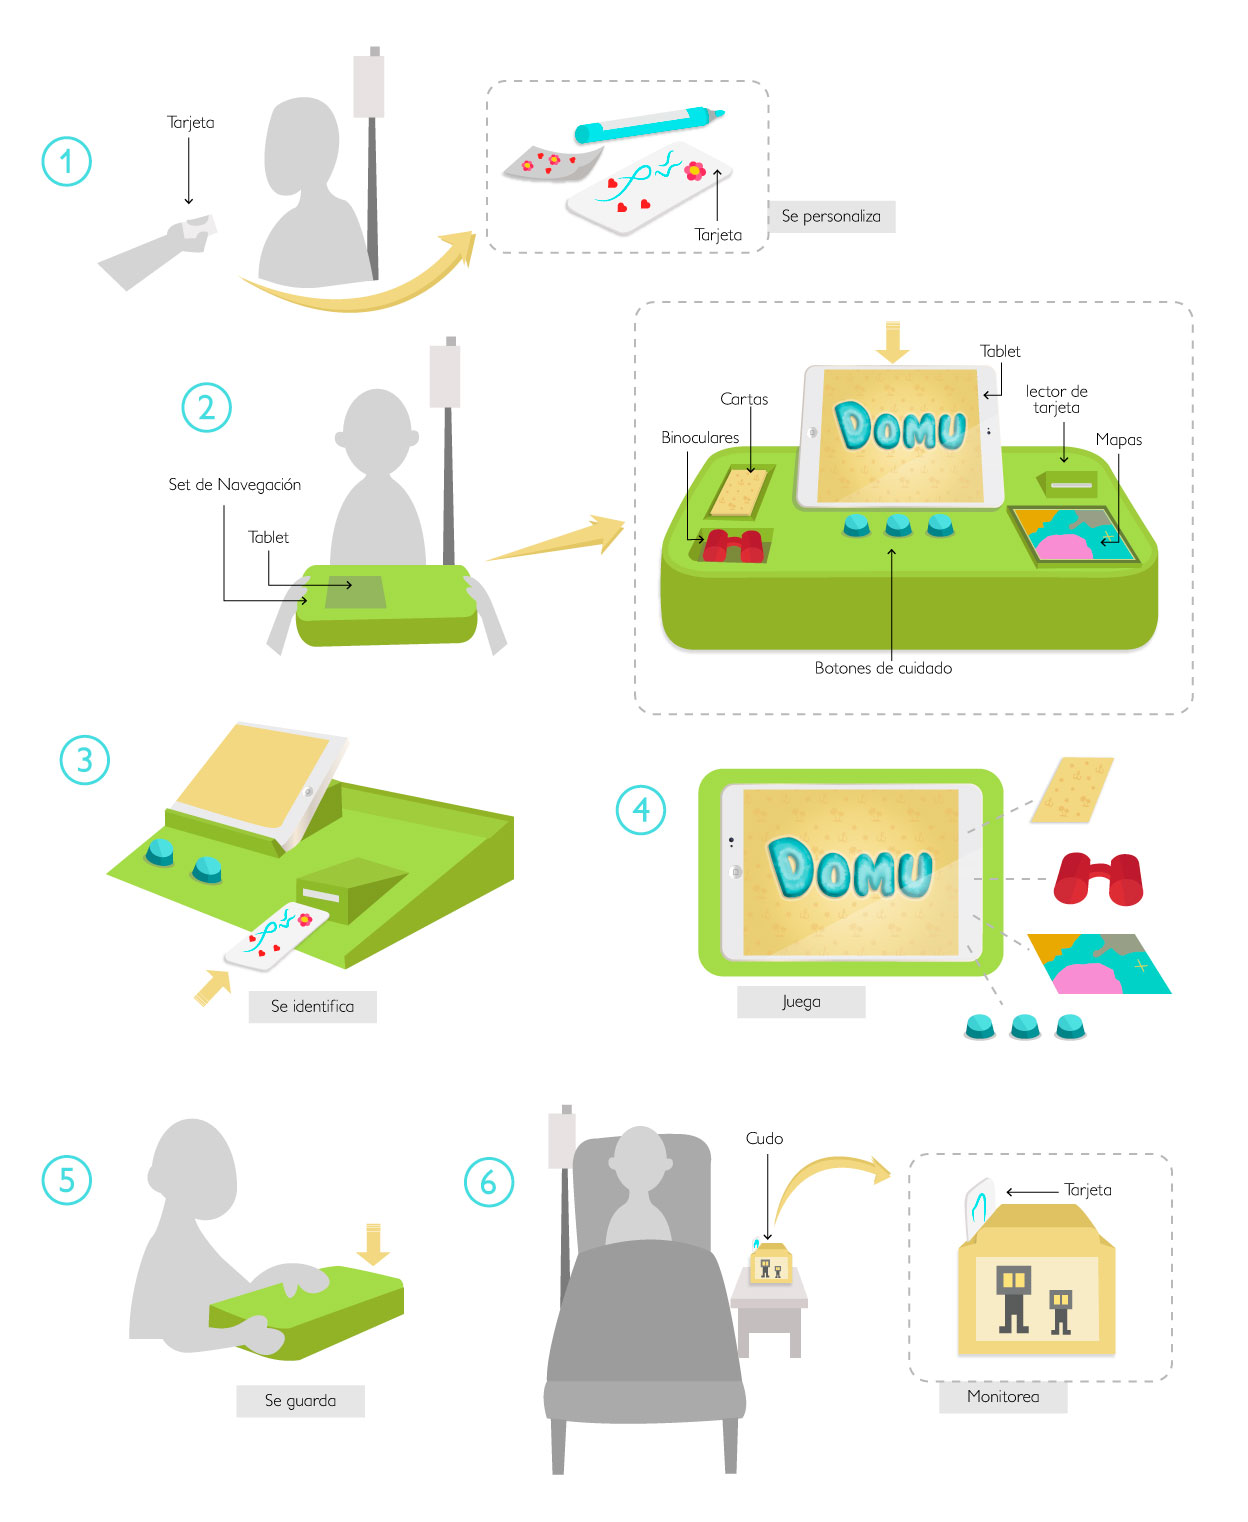 1
Tarjeta
Tarjeta
Se personaliza
2
Set de Navegación
Tablet
Tablet
Cartas
lector de
tarjeta
Binoculares
Mapas
DOMU
Botones de cuidado
3
Se identifica
4
DOMU
Juega
5
Se guarda
6
Cudo
Tarjeta
Monitorea